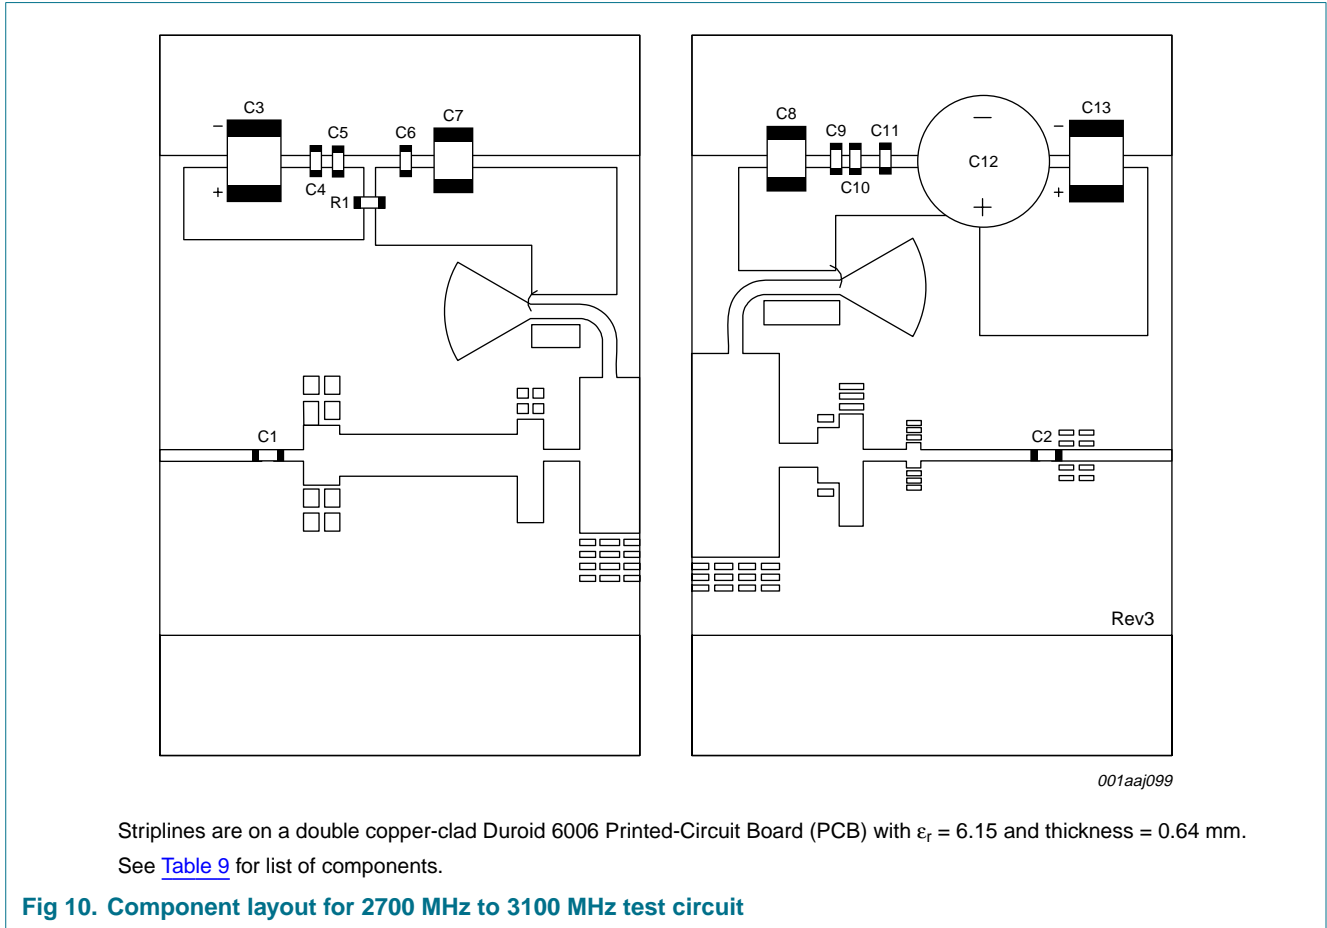 C3
C5
C4
R1
C6
C7
−
+
C1
C8
C9
C11
C10
−
C12
+
C13
−
+
C2
Rev3
001aaj099
Striplines are on a double copper-clad Duroid 6006 Printed-Circuit Board (PCB) with εr = 6.15 and thickness = 0.64 mm.
See Table 9 for list of components.
Fig 10. Component layout for 2700 MHz to 3100 MHz test circuit